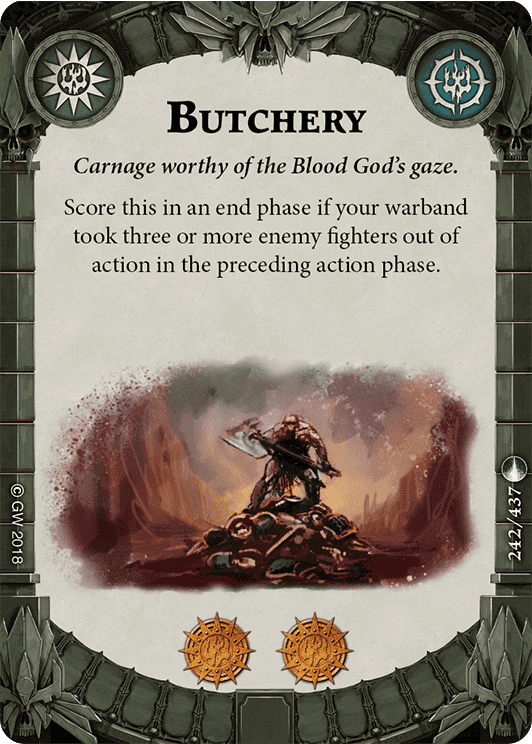 BUTCHERY
Carnage worthy of the Blood God's gaze.
Score this in an end phase if your warband
took three or more enemy fighters out of
action in the preceding action phase.
© GW 2018
242/437